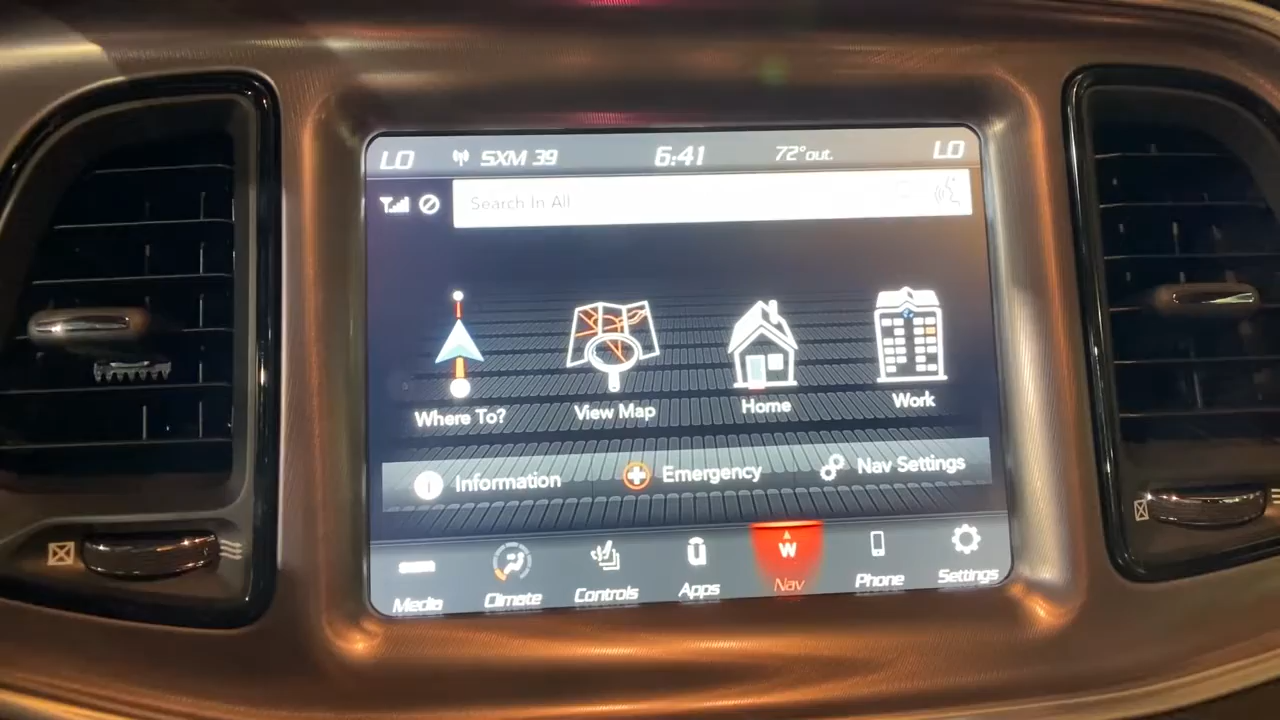 LO SXM 39 6:41 72°out. LO
Search In All
Where To? View Map Home Work
Information Emergency Nav Settings
W
Media Climate Controls Apps Nav Phone Settings